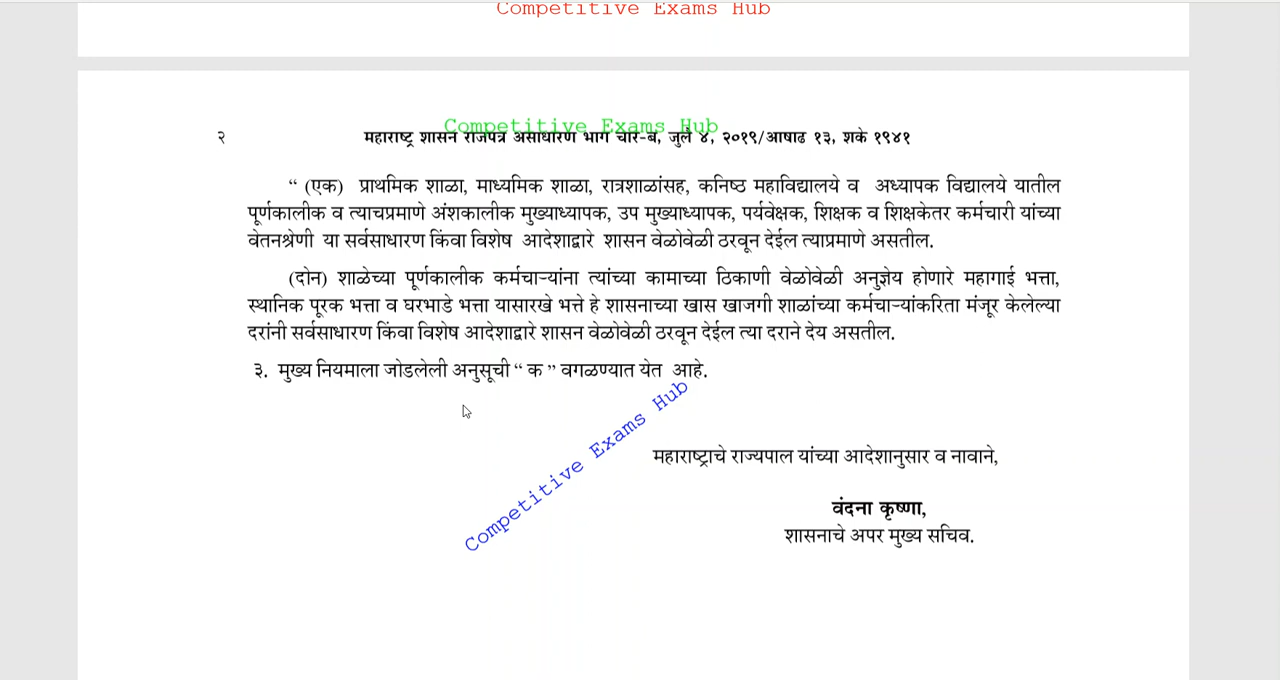 Competitive Exams Hub
Competitive Exams Hub
२ महाराष्ट्र शासन राजपत्र असाधारण भाग चार-ब, जुलै ४, २०१९/आषाढ १३, शके १९४१
“ (एक) प्राथमिक शाळा, माध्यमिक शाळा, रात्रशाळांसह, कनिष्ठ महाविद्यालये व अध्यापक विद्यालये यातील
पूर्णकालीक व त्याचप्रमाणे अंशकालीक मुख्याध्यापक, उप मुख्याध्यापक, पर्यवेक्षक, शिक्षक व शिक्षकेतर कर्मचारी यांच्या
वेतनश्रेणी या सर्वसाधारण किंवा विशेष आदेशाद्वारे शासन वेळोवेळी ठरवून देईल त्याप्रमाणे असतील.
(दोन) शाळेच्या पूर्णकालीक कर्मचाऱ्यांना त्यांच्या कामाच्या ठिकाणी वेळोवेळी अनुज्ञेय होणारे महागाई भत्ता,
स्थानिक पूरक भत्ता व घरभाडे भत्ता यासारखे भत्ते हे शासनाच्या खास खाजगी शाळांच्या कर्मचाऱ्यांकरिता मंजूर केलेल्या
दरांनी सर्वसाधारण किंवा विशेष आदेशाद्वारे शासन वेळोवेळी ठरवून देईल त्या दराने देय असतील.
३. मुख्य नियमाला जोडलेली अनुसूची “ क ” वगळण्यात येत आहे.
Competitive Exams Hub
महाराष्ट्राचे राज्यपाल यांच्या आदेशानुसार व नावाने,
वंदना कृष्णा,
शासनाचे अपर मुख्य सचिव.